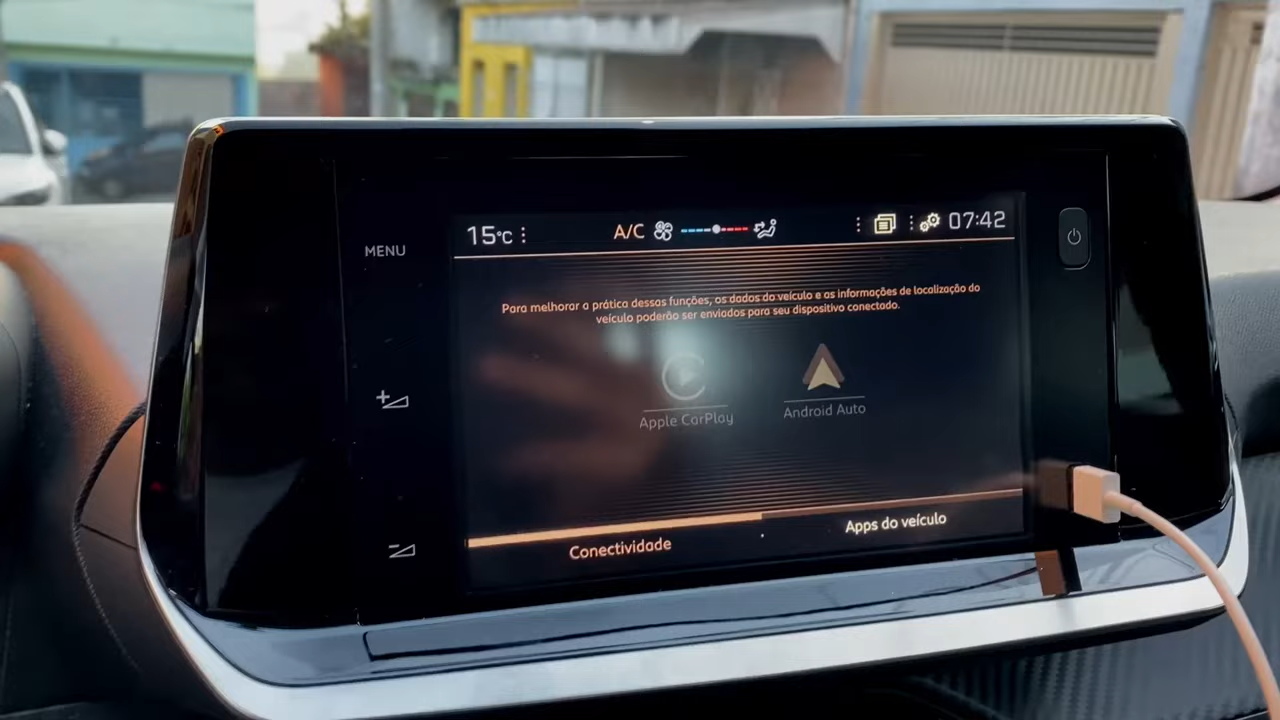 MENU
15°C
A/C
07:42
Para melhorar a prática dessas funções, os dados do veículo e as informações de localização do
veículo poderão ser enviados para seu dispositivo conectado.
Apple CarPlay
Android Auto
Conectividade
Apps do veículo